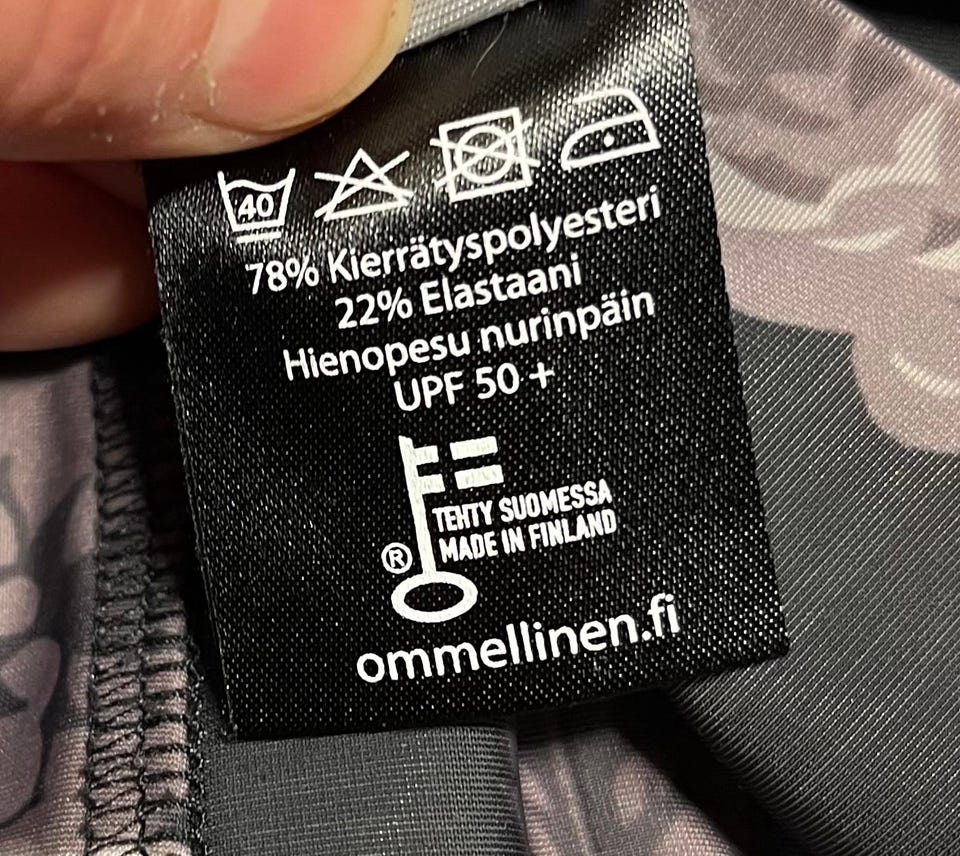 40
78% Kierrätyspolyesteri
22% Elastaani
Hienopesu nurinpäin
UPF 50 +
TEHTY SUOMESSA
MADE IN FINLAND
®
ommellinen.fi